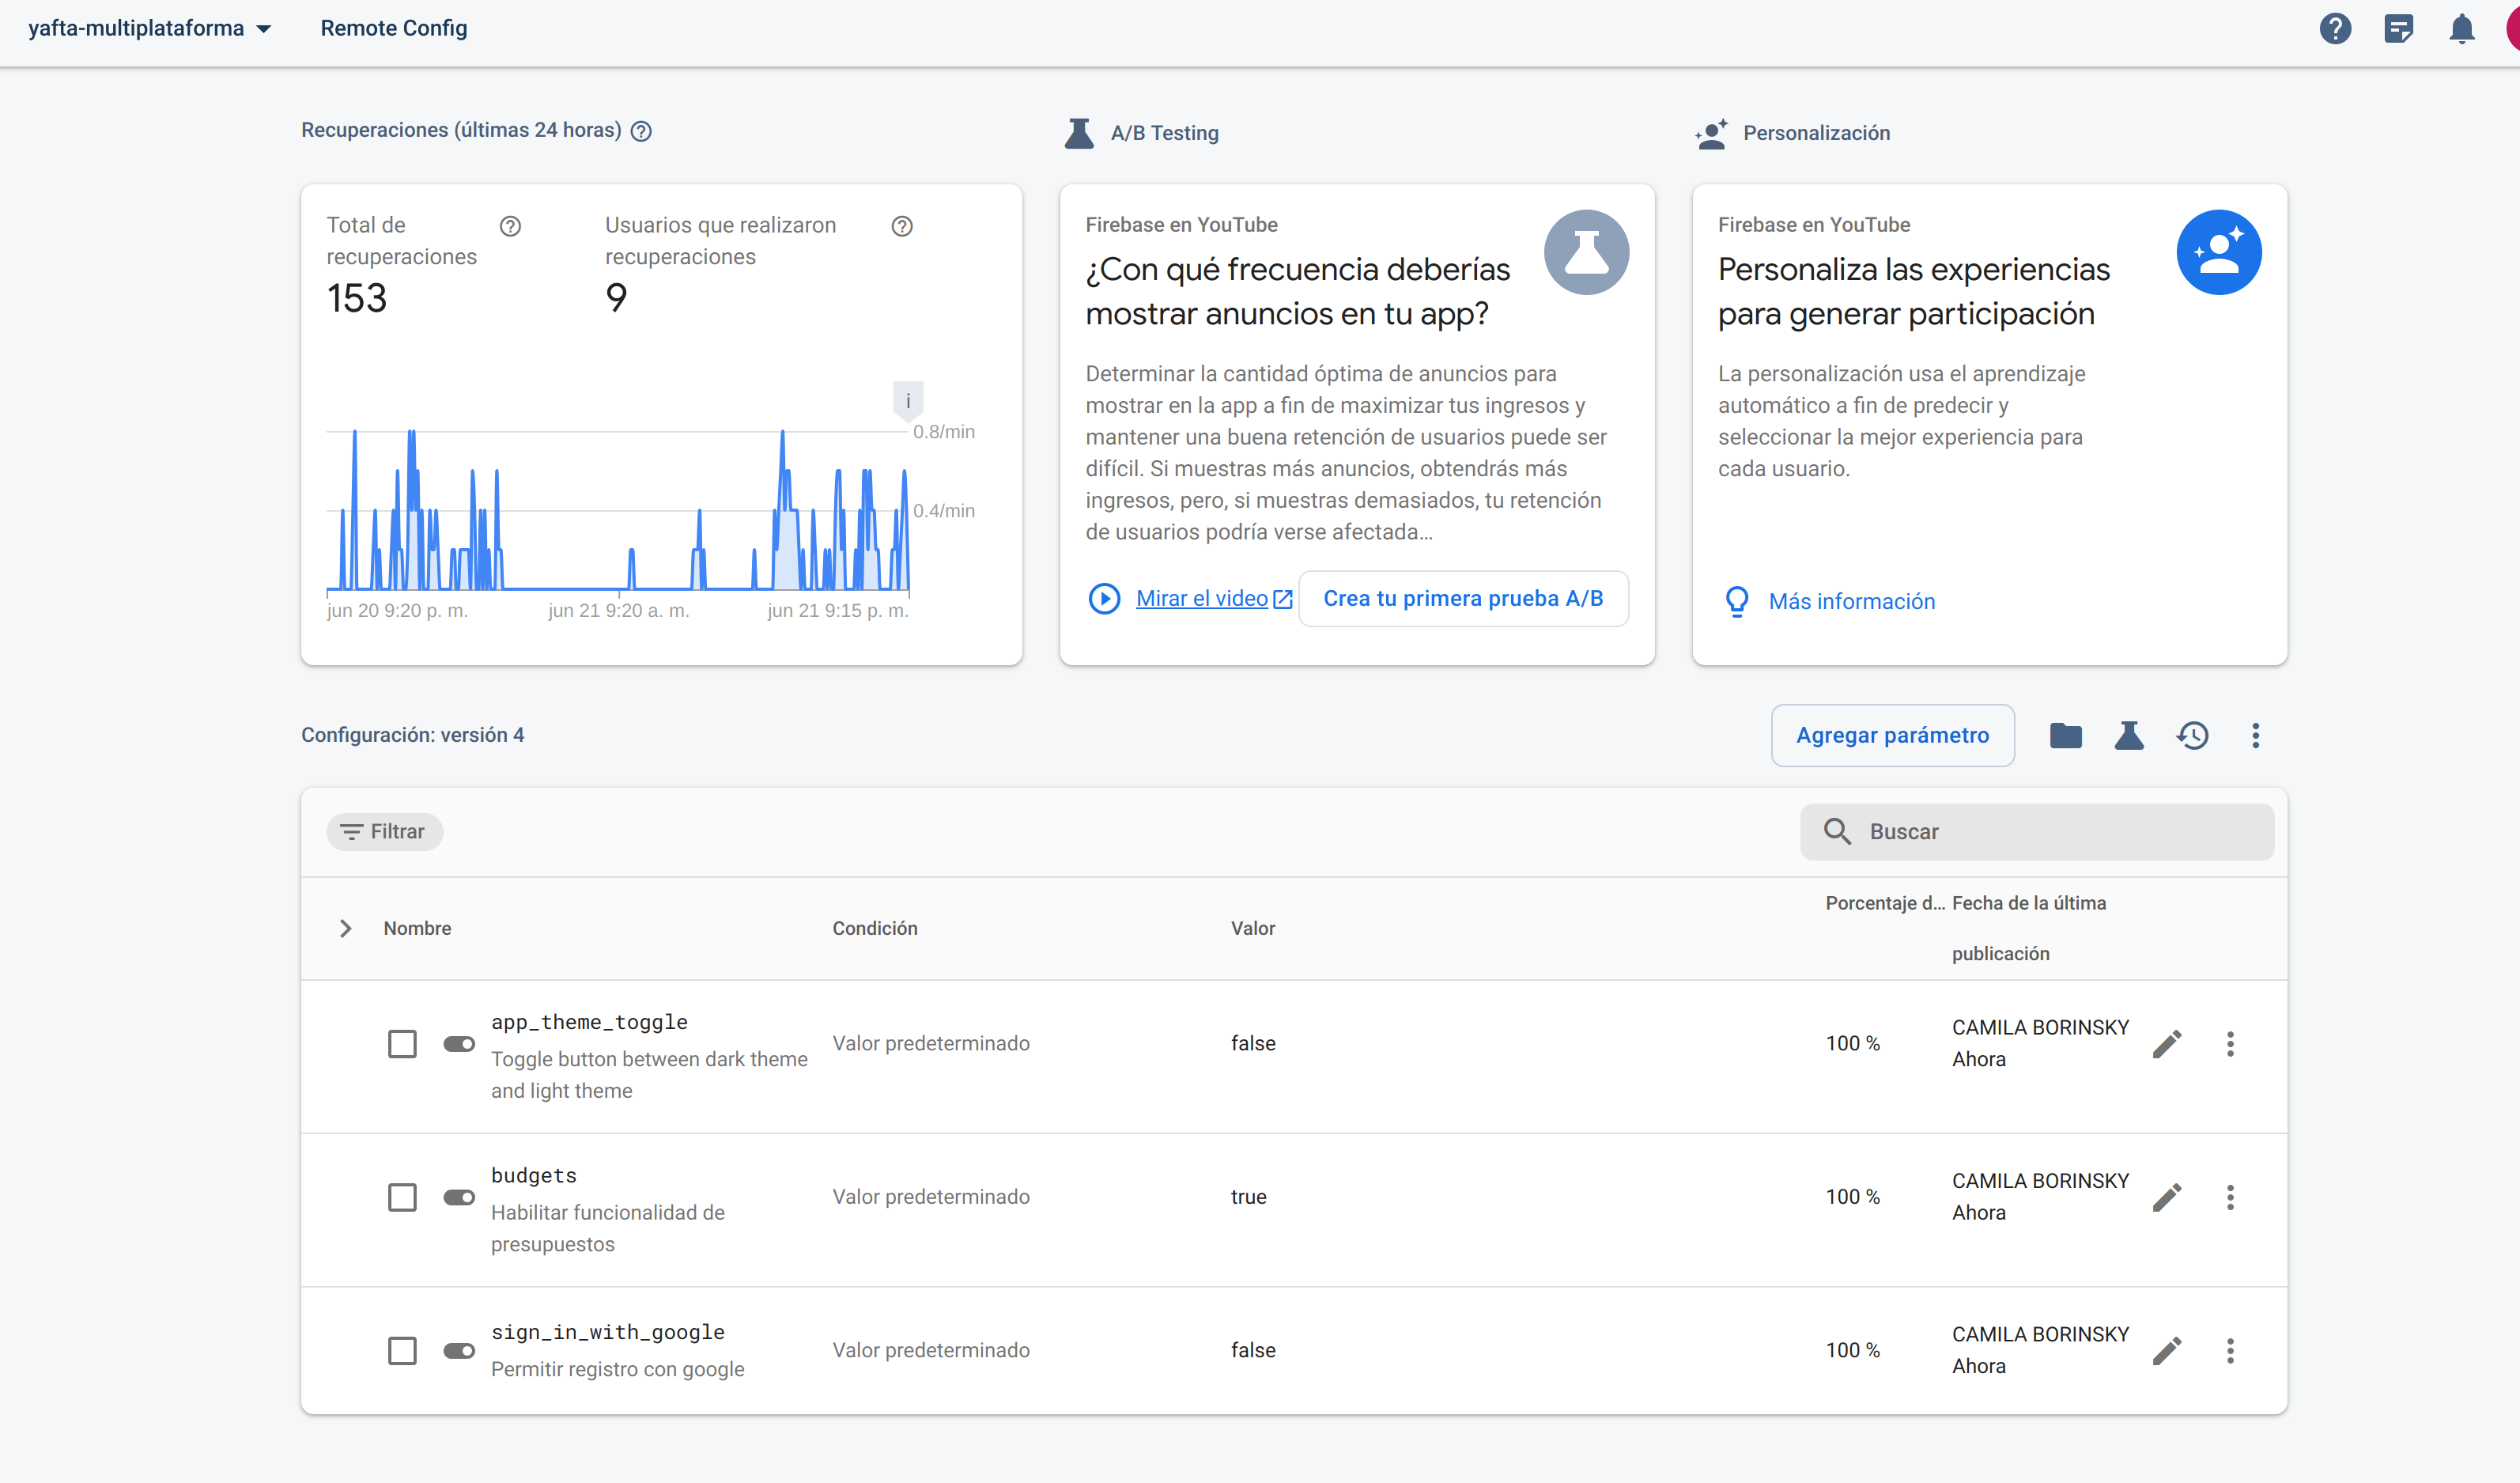 yafta-multiplataforma
Remote Config
Recuperaciones (últimas 24 horas)
Total de
recuperaciones
153
Usuarios que realizaron
recuperaciones
9
i
0.8/min
0.4/min
jun 20 9:20 p. m.
jun 21 9:20 a. m.
jun 21 9:15 p. m.
A/B Testing
Firebase en YouTube
¿Con qué frecuencia deberías
mostrar anuncios en tu app?
Determinar la cantidad óptima de anuncios para
mostrar en la app a fin de maximizar tus ingresos y
mantener una buena retención de usuarios puede ser
difícil. Si muestras más anuncios, obtendrás más
ingresos, pero, si muestras demasiados, tu retención
de usuarios podría verse afectada…
Mirar el video
Crea tu primera prueba A/B
Personalización
Firebase en YouTube
Personaliza las experiencias
para generar participación
La personalización usa el aprendizaje
automático a fin de predecir y
seleccionar la mejor experiencia para
cada usuario.
Más información
Configuración: versión 4
Agregar parámetro
Filtrar
Buscar
Nombre
Condición
Valor
Porcentaje d…
Fecha de la última
publicación
app_theme_toggle
Toggle button between dark theme
and light theme
Valor predeterminado
false
100 %
CAMILA BORINSKY
Ahora
budgets
Habilitar funcionalidad de
presupuestos
Valor predeterminado
true
100 %
CAMILA BORINSKY
Ahora
sign_in_with_google
Permitir registro con google
Valor predeterminado
false
100 %
CAMILA BORINSKY
Ahora